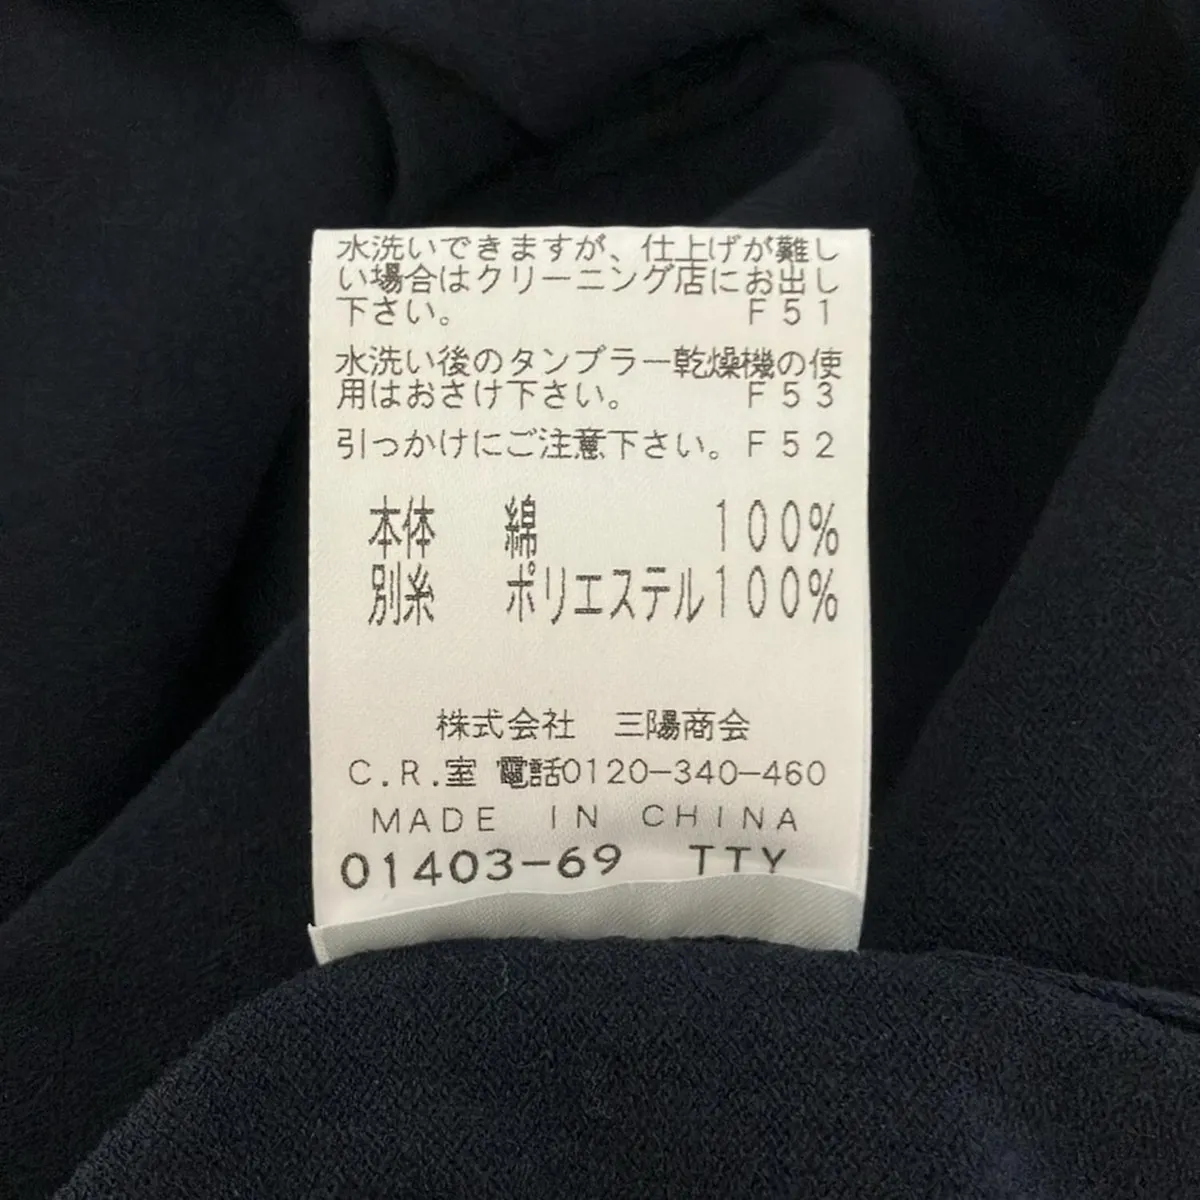 水洗いできますが、仕上げが難し
い場合はクリーニング店にお出し
下さい。 F51
水洗い後のタンブラー乾燥機の使
用はおさけ下さい。 F53
引っかけにご注意下さい。F52
本体 綿 100%
別糸 ポリエステル100%
株式会社 三陽商会
C.R.室 電話0120-340-460
MADE IN CHINA
01403-69 TTY